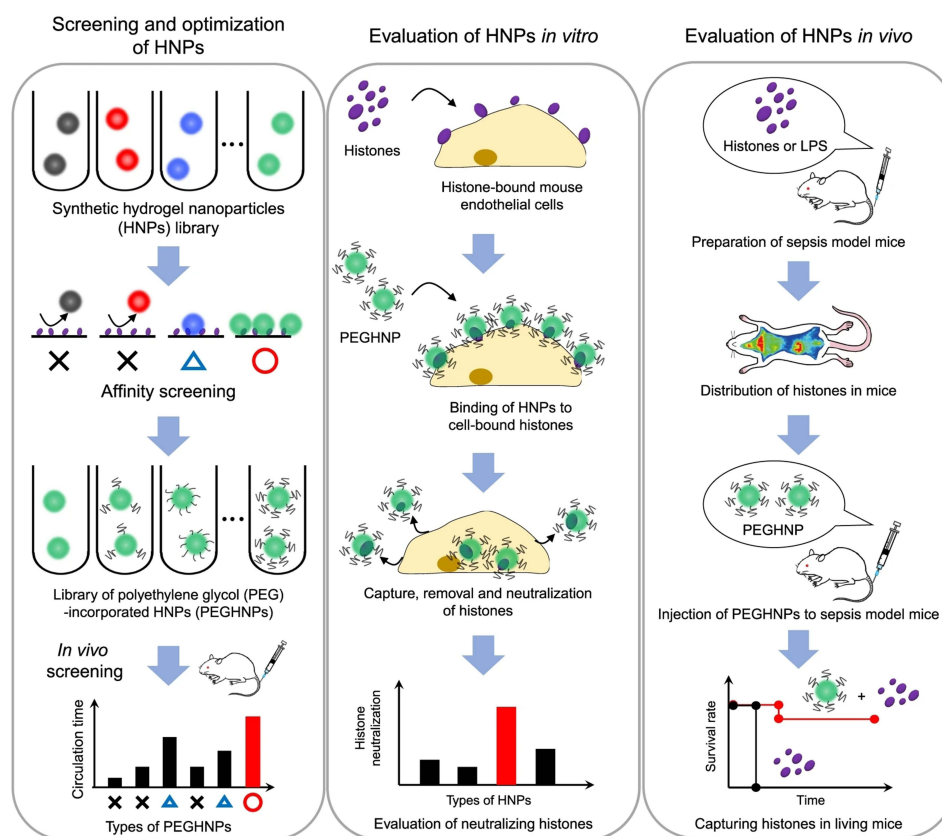 Screening and optimization
of HNPs
Synthetic hydrogel nanoparticles
(HNPs) library
Affinity screening
Library of polyethylene glycol (PEG)
-incorporated HNPs (PEGHNPs)
In vivo
screening
Circulation time
Types of PEGHNPs
Evaluation of HNPs in vitro
Histones
Histone-bound mouse
endothelial cells
PEGHNP
Binding of HNPs to
cell-bound histones
Capture, removal and neutralization
of histones
Histone
neutralization
Types of HNPs
Evaluation of neutralizing histones
Evaluation of HNPs in vivo
Histones or LPS
Preparation of sepsis model mice
Distribution of histones in mice
PEGHNP
Injection of PEGHNPs to sepsis model mice
+
Survival rate
Time
Capturing histones in living mice